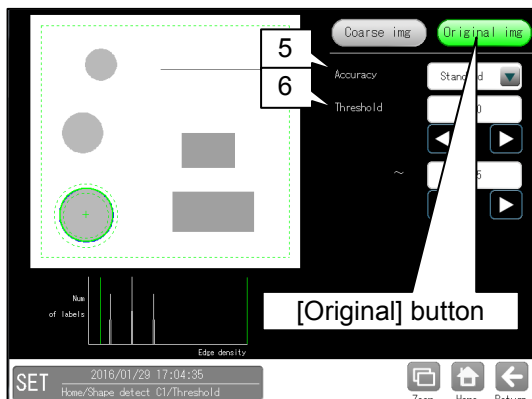 Coarse img
Original img
5
Accuracy
6
Threshold
~
Num
of labels
Edge density
[Original] button
SET
2016/01/29 17:04:35
Home/Shape detect C1/Threshold
Home
Return